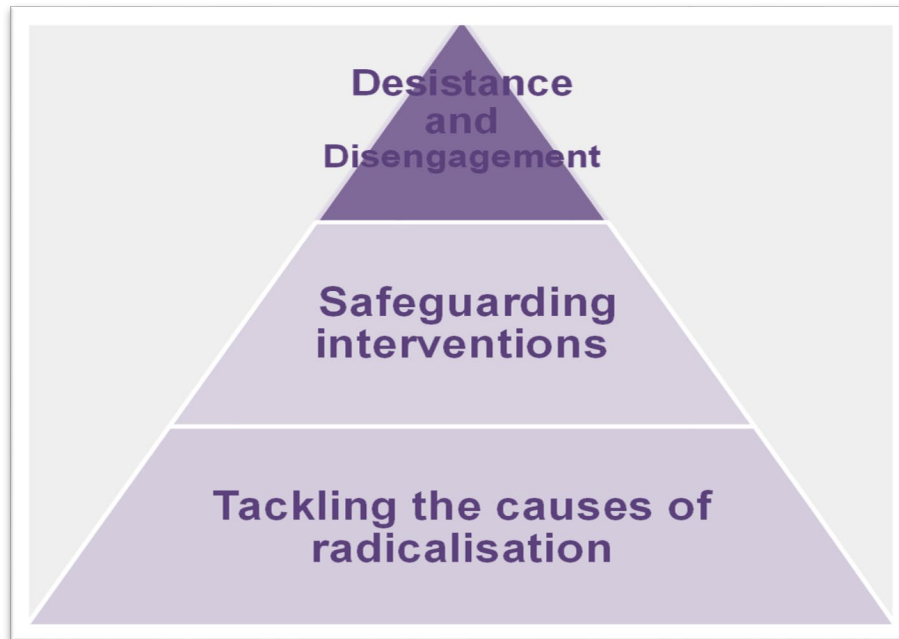 Desistance
and
Disengagement
Safeguarding
interventions
Tackling the causes of
radicalisation